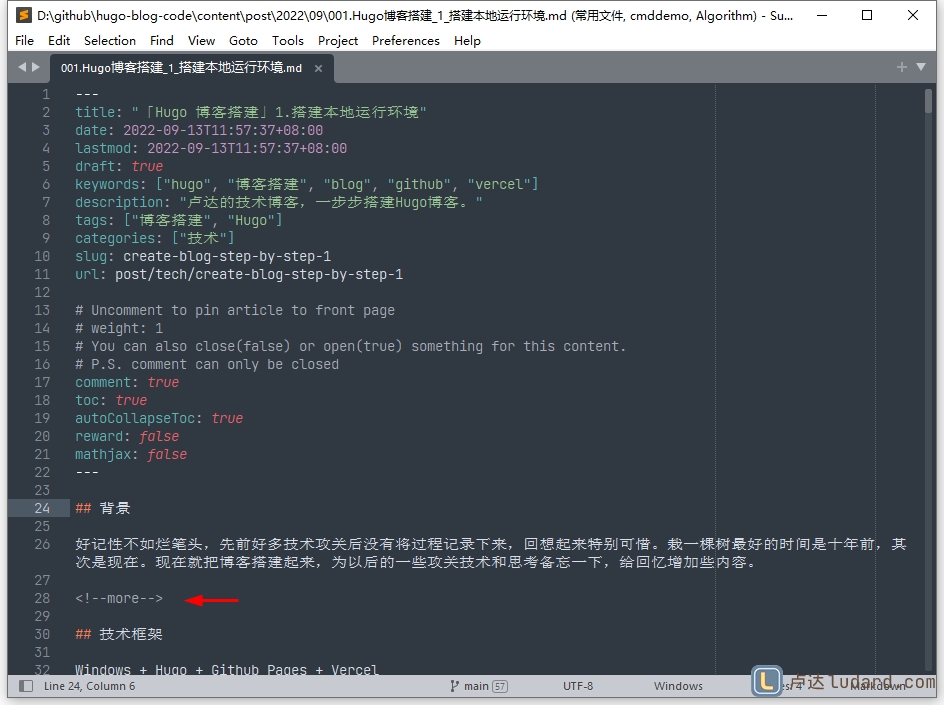 D:\github\hugo-blog-code\content\post\2022\09\001.Hugo博客搭建_1_搭建本地运行环境.md (常用文件, cmddemo, Algorithm) - Su...
File Edit Selection Find View Goto Tools Project Preferences Help
001.Hugo博客搭建_1_搭建本地运行环境.md ×
1 ---
2 title: "「Hugo 博客搭建」1.搭建本地运行环境"
3 date: 2022-09-13T11:57:37+08:00
4 lastmod: 2022-09-13T11:57:37+08:00
5 draft: true
6 keywords: ["hugo", "博客搭建", "blog", "github", "vercel"]
7 description: "卢达的技术博客，一步步搭建Hugo博客。"
8 tags: ["博客搭建", "Hugo"]
9 categories: ["技术"]
10 slug: create-blog-step-by-step-1
11 url: post/tech/create-blog-step-by-step-1
12
13 # Uncomment to pin article to front page
14 # weight: 1
15 # You can also close(false) or open(true) something for this content.
16 # P.S. comment can only be closed
17 comment: true
18 toc: true
19 autoCollapseToc: true
20 reward: false
21 mathjax: false
22 ---
23
24 ## 背景
25
26 好记性不如烂笔头，先前好多技术攻关后没有将过程记录下来，回想起来特别可惜。栽一棵树最好的时间是十年前，其
次是现在。现在就把博客搭建起来，为以后的一些攻关技术和思考备忘一下，给回忆增加些内容。
27
28 <!--more-->
29
30 ## 技术框架
31
32 Windows + Hugo + Github Pages + Vercel
Line 24, Column 6 main 57 UTF-8 Windows Markdown
L 卢达 ludard.com